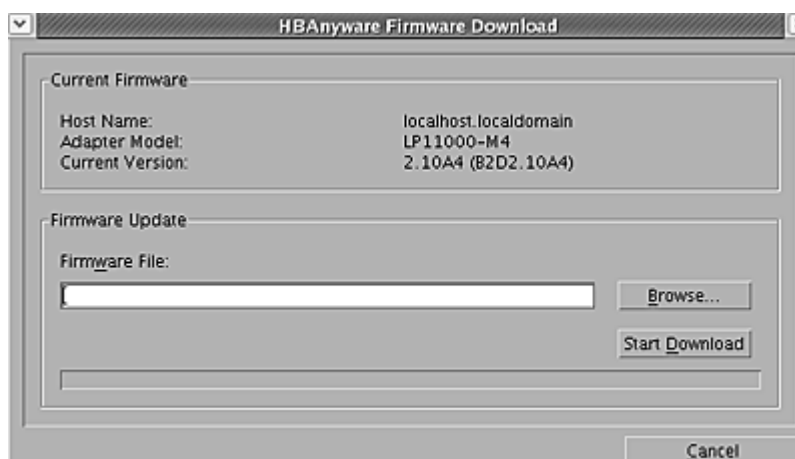 HBAnyware Firmware Download
Current Firmware
Host Name: localhost.localdomain
Adapter Model: LP11000-M4
Current Version: 2.10A4 (B2D2.10A4)
Firmware Update
Firmware File:
Browse...
Start Download
Cancel